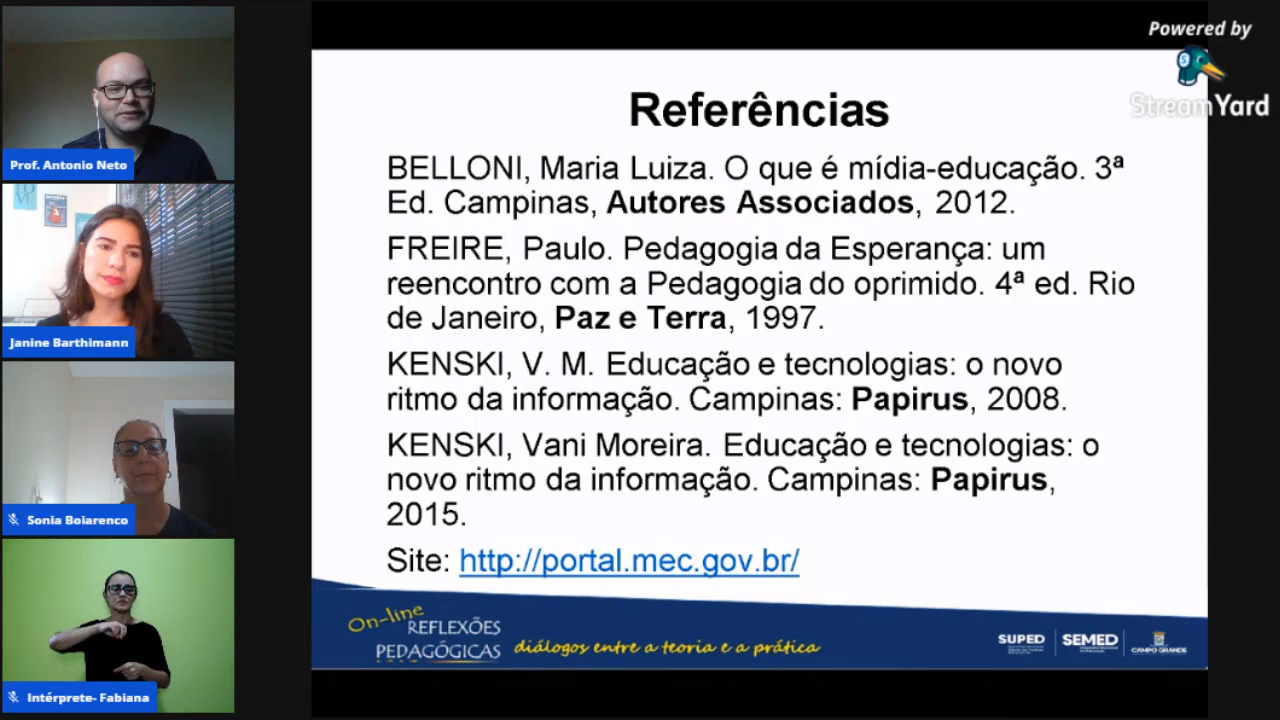 Powered by
StreamYard
Prof. Antonio Neto
Janine Barthimann
Sonia Boiarenco
Intérprete- Fabiana
Referências
BELLONI, Maria Luiza. O que é mídia-educação. 3ª
Ed. Campinas, Autores Associados, 2012.
FREIRE, Paulo. Pedagogia da Esperança: um
reencontro com a Pedagogia do oprimido. 4ª ed. Rio
de Janeiro, Paz e Terra, 1997.
KENSKI, V. M. Educação e tecnologias: o novo
ritmo da informação. Campinas: Papirus, 2008.
KENSKI, Vani Moreira. Educação e tecnologias: o
novo ritmo da informação. Campinas: Papirus,
2015.
Site: http://portal.mec.gov.br/
On-line
REFLEXÕES
PEDAGÓGICAS
diálogos entre a teoria e a prática
SUPED
SEMED
CAMPO GRANDE